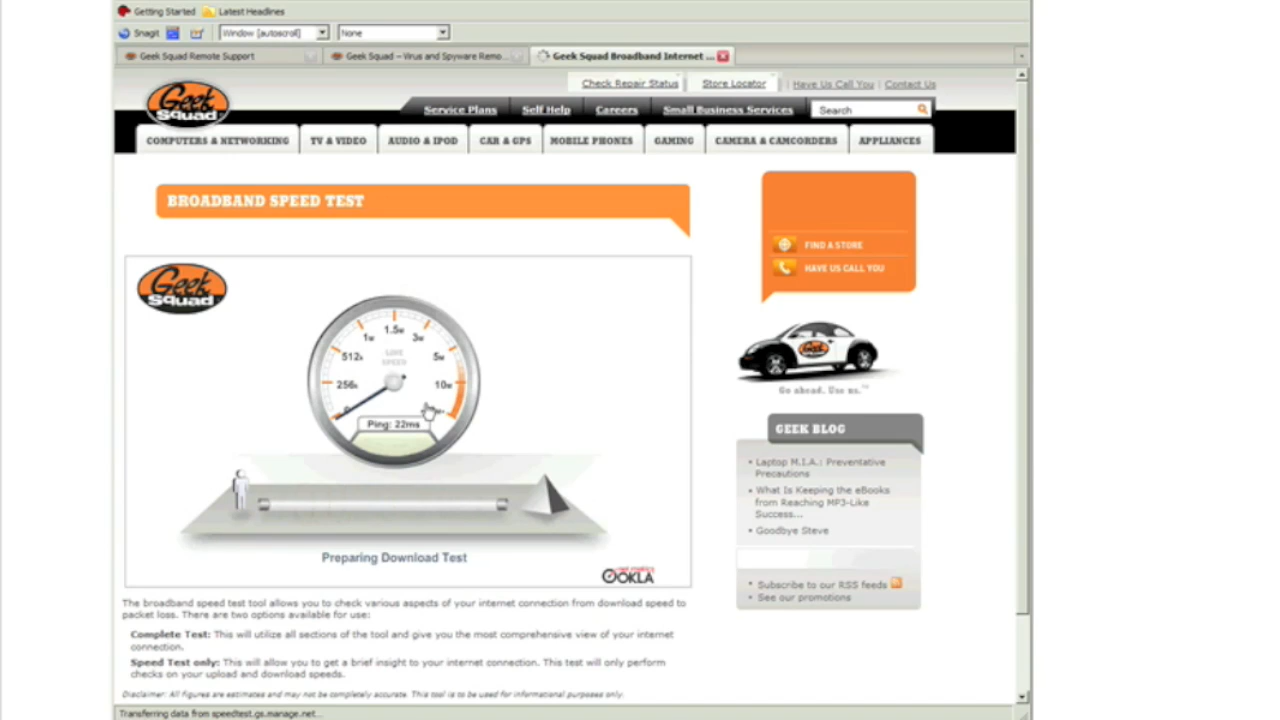 Getting Started Latest Headlines
SnagIt Window [autoscroll] None
Geek Squad Remote Support Geek Squad – Virus and Spyware Remo... Geek Squad Broadband Internet ...
Check Repair Status Store Locator | Have Us Call You | Contact Us
Geek Squad
Service Plans Self Help Careers Small Business Services Search
COMPUTERS & NETWORKING TV & VIDEO AUDIO & IPOD CAR & GPS MOBILE PHONES GAMING CAMERA & CAMCORDERS APPLIANCES
BROADBAND SPEED TEST
FIND A STORE
HAVE US CALL YOU
Geek Squad
1.5M
1M 3M
LINE SPEED
512k 5M
256k 10M
Ping: 22ms
Preparing Download Test
OOKLA
Go ahead. Use us.™
GEEK BLOG
• Laptop M.I.A.: Preventative
Precautions
• What Is Keeping the eBooks
from Reaching MP3-Like
Success...
• Goodbye Steve
• Subscribe to our RSS feeds
• See our promotions
The broadband speed test tool allows you to check various aspects of your internet connection from download speed to
packet loss. There are two options available for use:
Complete Test: This will utilize all sections of the tool and give you the most comprehensive view of your internet
connection.
Speed Test only: This will allow you to get a brief insight to your internet connection. This test will only perform
checks on your upload and download speeds.
Disclaimer: All figures are estimates and may not be completely accurate. This tool is to be used for informational purposes only.
Transferring data from speedtest.gs.manage.net...